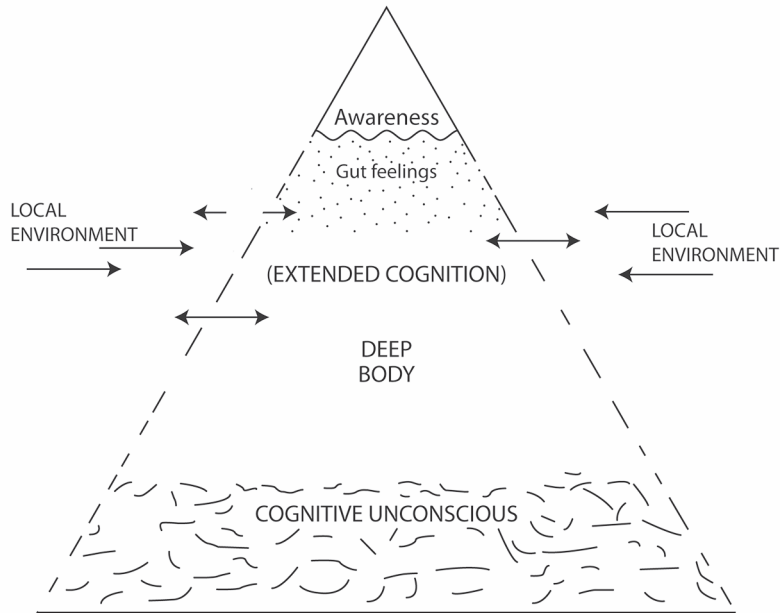 Awareness
Gut feelings
LOCAL
ENVIRONMENT
LOCAL
ENVIRONMENT
(EXTENDED COGNITION)
DEEP
BODY
COGNITIVE UNCONSCIOUS